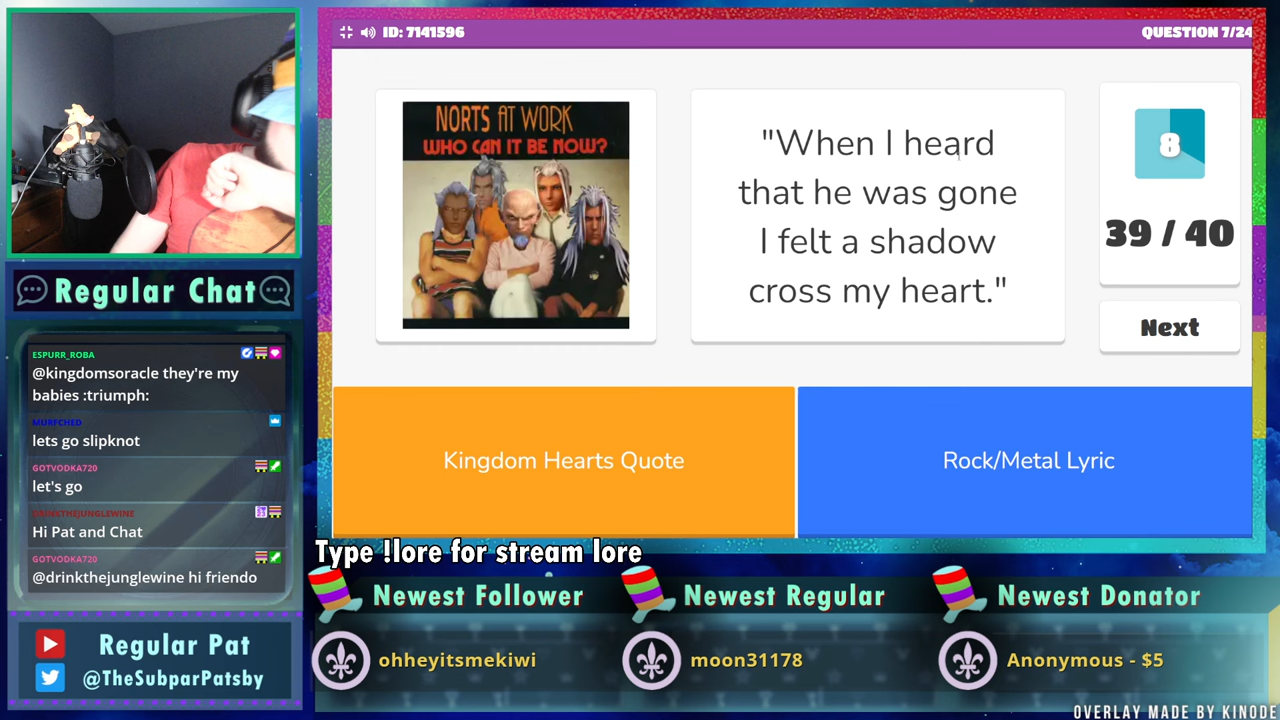 ID: 7141596
QUESTION 7/24
NORTS AT WORK
WHO CAN IT BE NOW?
"When I heard
that he was gone
I felt a shadow
cross my heart."
8
39 / 40
Next
Kingdom Hearts Quote
Rock/Metal Lyric
Regular Chat
ESPURR_ROBA
@kingdomsoracle they're my
babies :triumph:
MURFCHED
lets go slipknot
GOTVODKA720
let's go
DRINKTHEJUNGLEWINE
Hi Pat and Chat
GOTVODKA720
@drinkthejunglewine hi friendo
Regular Pat
@TheSubparPatsby
Type !lore for stream lore
Newest Follower
ohheyitsmekiwi
Newest Regular
moon31178
Newest Donator
Anonymous - $5
OVERLAY MADE BY KINODE